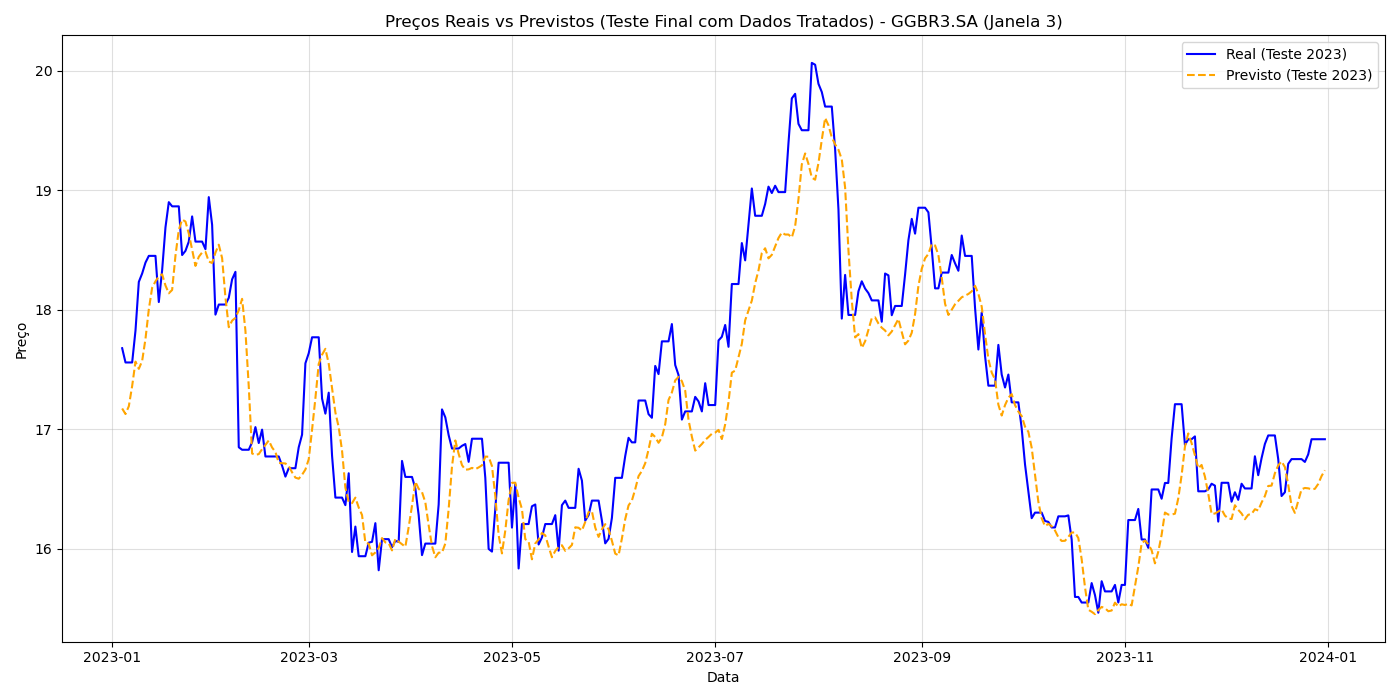 Preços Reais vs Previstos (Teste Final com Dados Tratados) - GGBR3.SA (Janela 3)
Real (Teste 2023)
Previsto (Teste 2023)
Preço
20
19
18
17
16
2023-01
2023-03
2023-05
2023-07
2023-09
2023-11
2024-01
Data